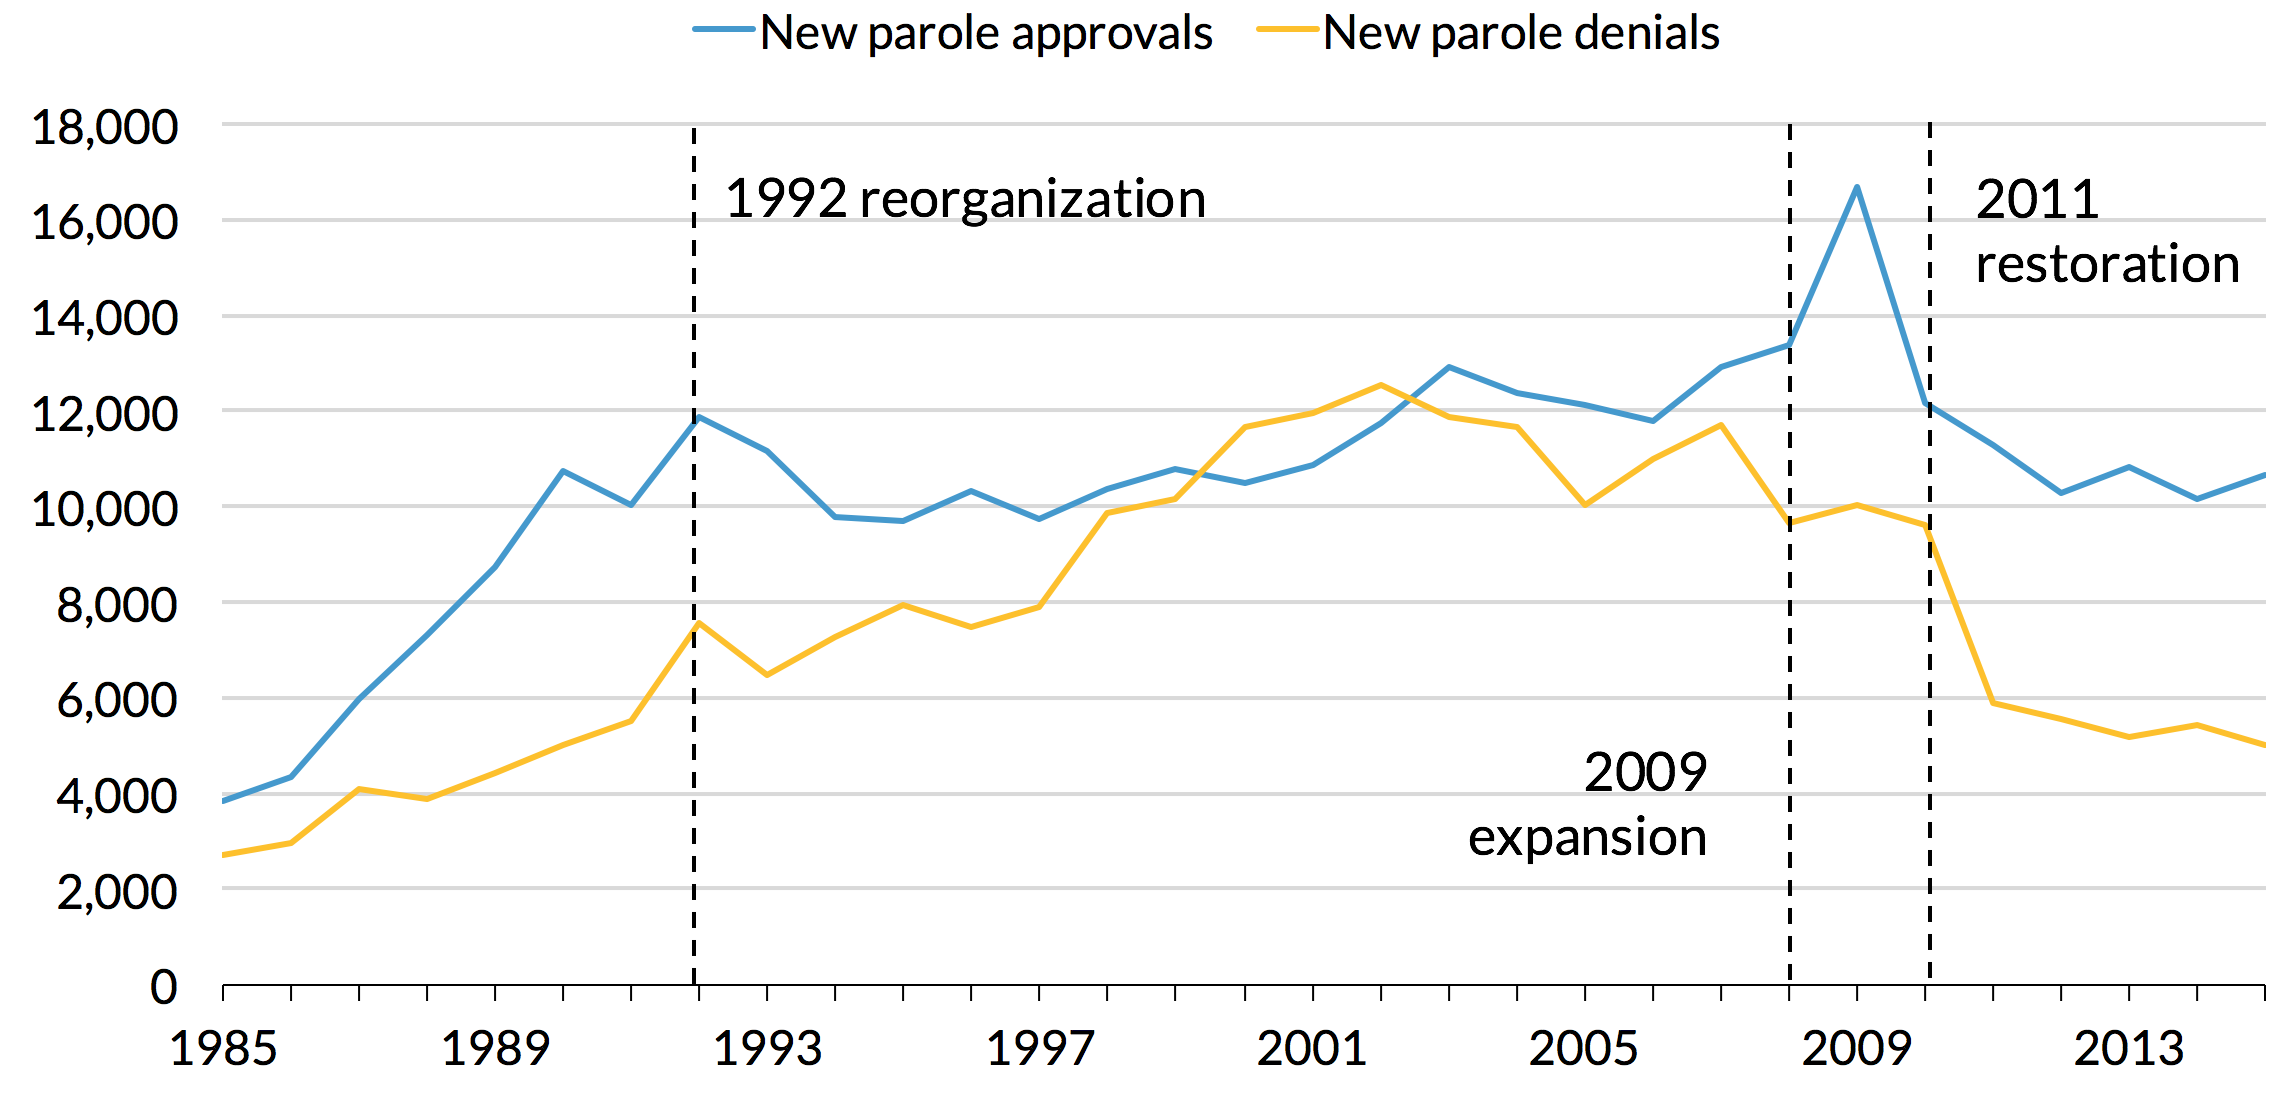 New parole approvals New parole denials
18,000
16,000
14,000
12,000
10,000
8,000
6,000
4,000
2,000
0
1992 reorganization
2011
restoration
2009
expansion
1985 1989 1993 1997 2001 2005 2009 2013